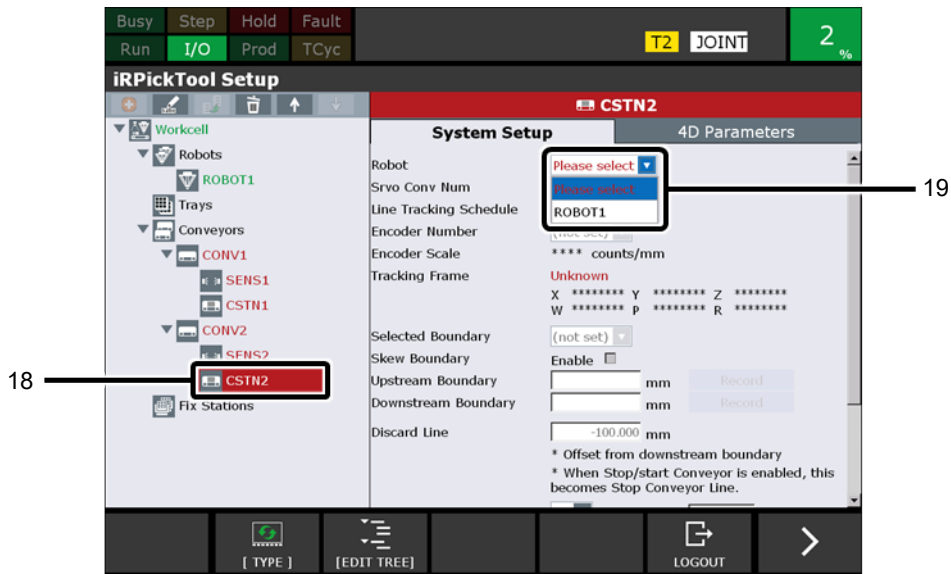 Busy Step Hold Fault
Run I/O Prod TCyc
T2 JOINT
2 %
iRPickTool Setup
CSTN2
Workcell
Robots
ROBOT1
Trays
Conveyors
CONV1
SENS1
CSTN1
CONV2
SENS2
CSTN2
Fix Stations
System Setup 4D Parameters
Robot Please select
Srvo Conv Num Please select
Line Tracking Schedule ROBOT1
Encoder Number (not set)
Encoder Scale **** counts/mm
Tracking Frame Unknown
X ******** Y ******** Z ********
W ******** P ******** R ********
Selected Boundary (not set)
Skew Boundary Enable
Upstream Boundary mm Record
Downstream Boundary mm Record
Discard Line -100.000 mm
* Offset from downstream boundary
* When Stop/start Conveyor is enabled, this
becomes Stop Conveyor Line.
[ TYPE ] [EDIT TREE] LOGOUT >
18
19